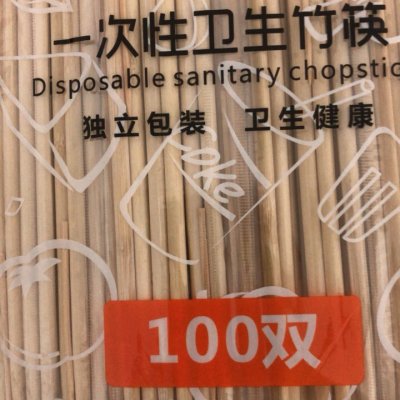 一次性卫生竹筷
Disposable sanitary chopstic
独立包装 卫生健康
Coke
100双